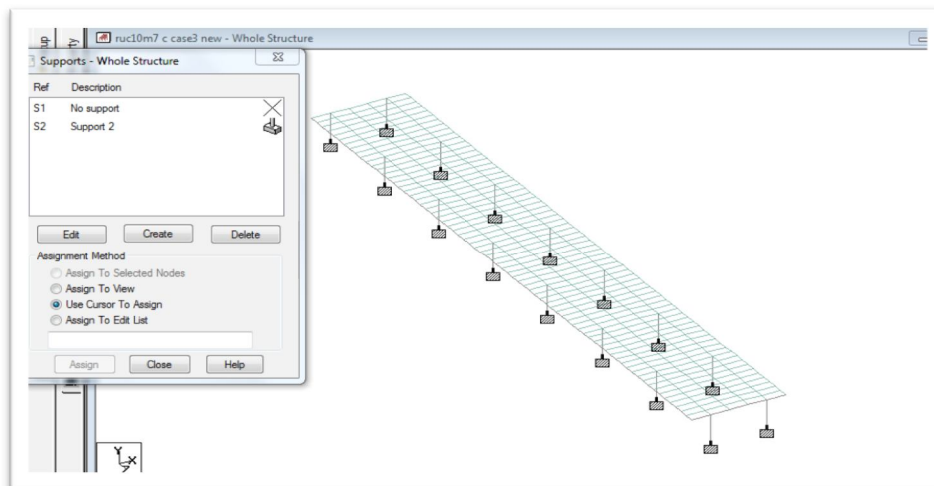 up
ty
ruc10m7 c case3 new - Whole Structure
Supports - Whole Structure
Ref Description
S1 No support
S2 Support 2
Edit Create Delete
Assignment Method
Assign To Selected Nodes
Assign To View
Use Cursor To Assign
Assign To Edit List
Assign Close Help
Y
X
Z